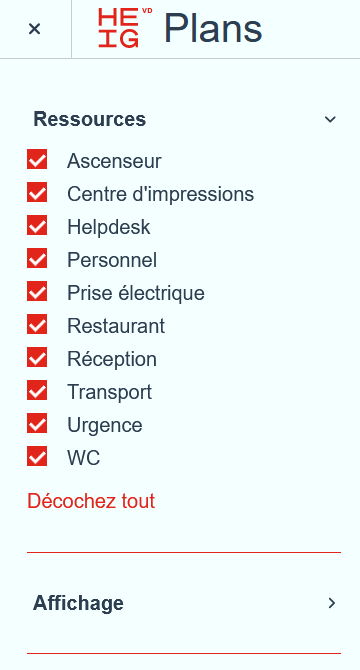 HE VD
IG Plans
Ressources
Ascenseur
Centre d'impressions
Helpdesk
Personnel
Prise électrique
Restaurant
Réception
Transport
Urgence
WC
Décochez tout
Affichage